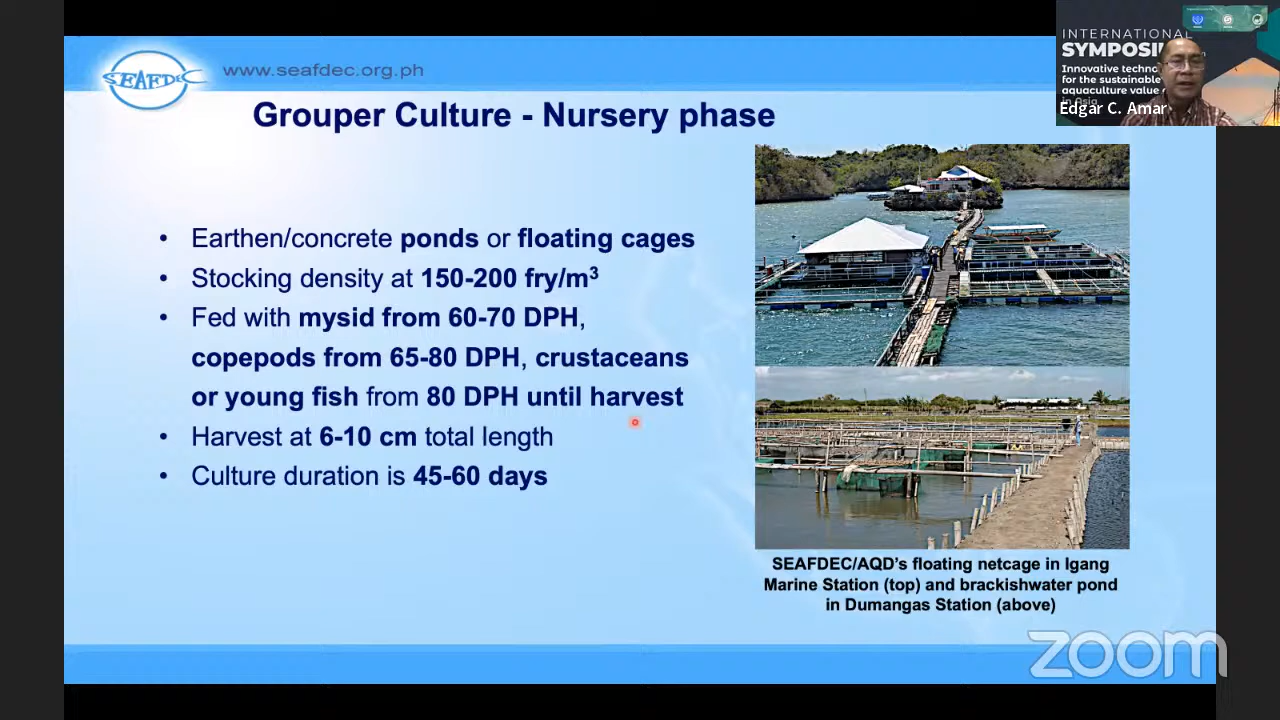 SEAFDEC
www.seafdec.org.ph
Grouper Culture - Nursery phase
• Earthen/concrete ponds or floating cages
• Stocking density at 150-200 fry/m³
• Fed with mysid from 60-70 DPH,
copepods from 65-80 DPH, crustaceans
or young fish from 80 DPH until harvest
• Harvest at 6-10 cm total length
• Culture duration is 45-60 days
SEAFDEC/AQD's floating netcage in Igang
Marine Station (top) and brackishwater pond
in Dumangas Station (above)
INTERNATIONAL
SYMPOSI
Innovative techno
for the sustainable
aquaculture value
in Asia
Edgar C. Amar
zoom